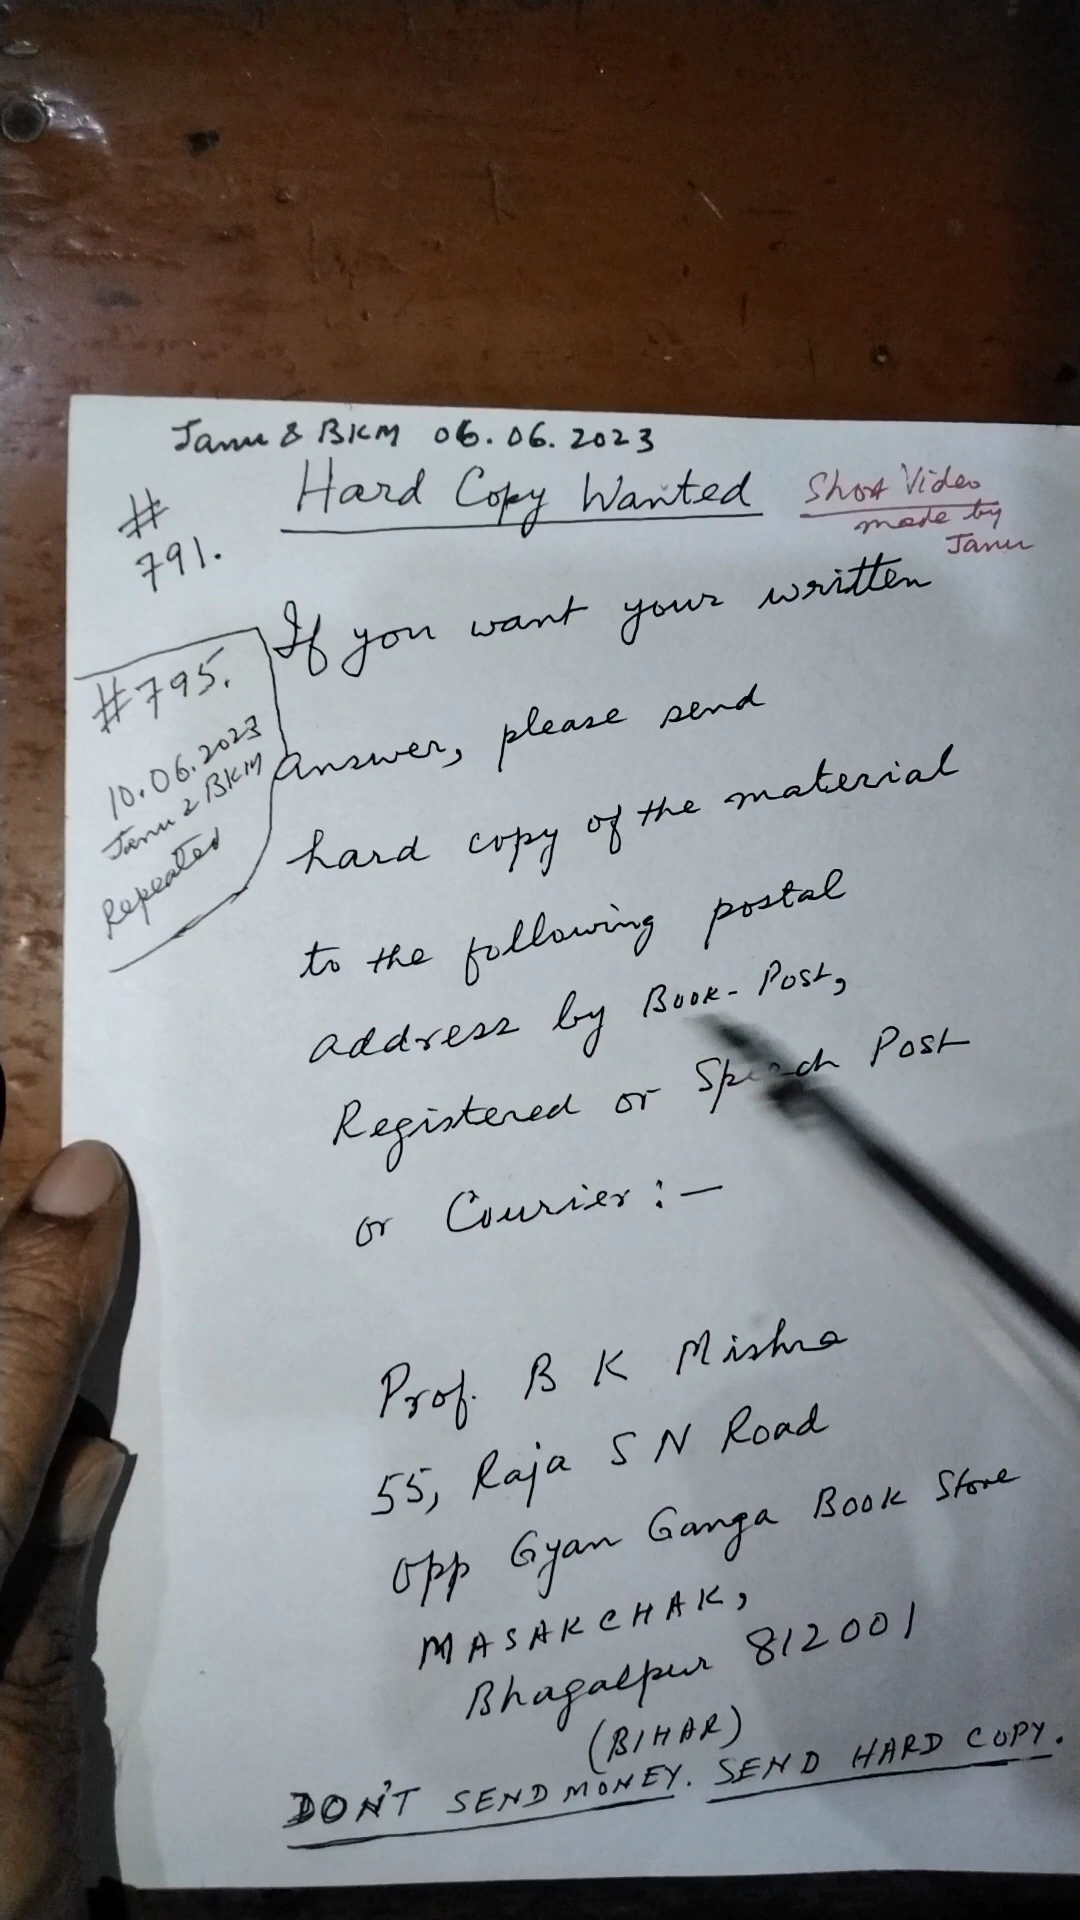 Janu & BKM 06.06.2023
Hard Copy Wanted
Short Video
made by
Janu
#
791.
#795.
10.06.2023
Janu & BKM
Repeated
If you want your written
answer, please send
hard copy of the material
to the following postal
address by Book-Post,
Registered or Post
or Courier:-
Prof. B K Mishra
55, Raja S N Road
Opp Gyan Ganga Book Store
MASAKCHAK,
Bhagalpur 812001
(BIHAR)
DON'T SEND MONEY. SEND HARD COPY.